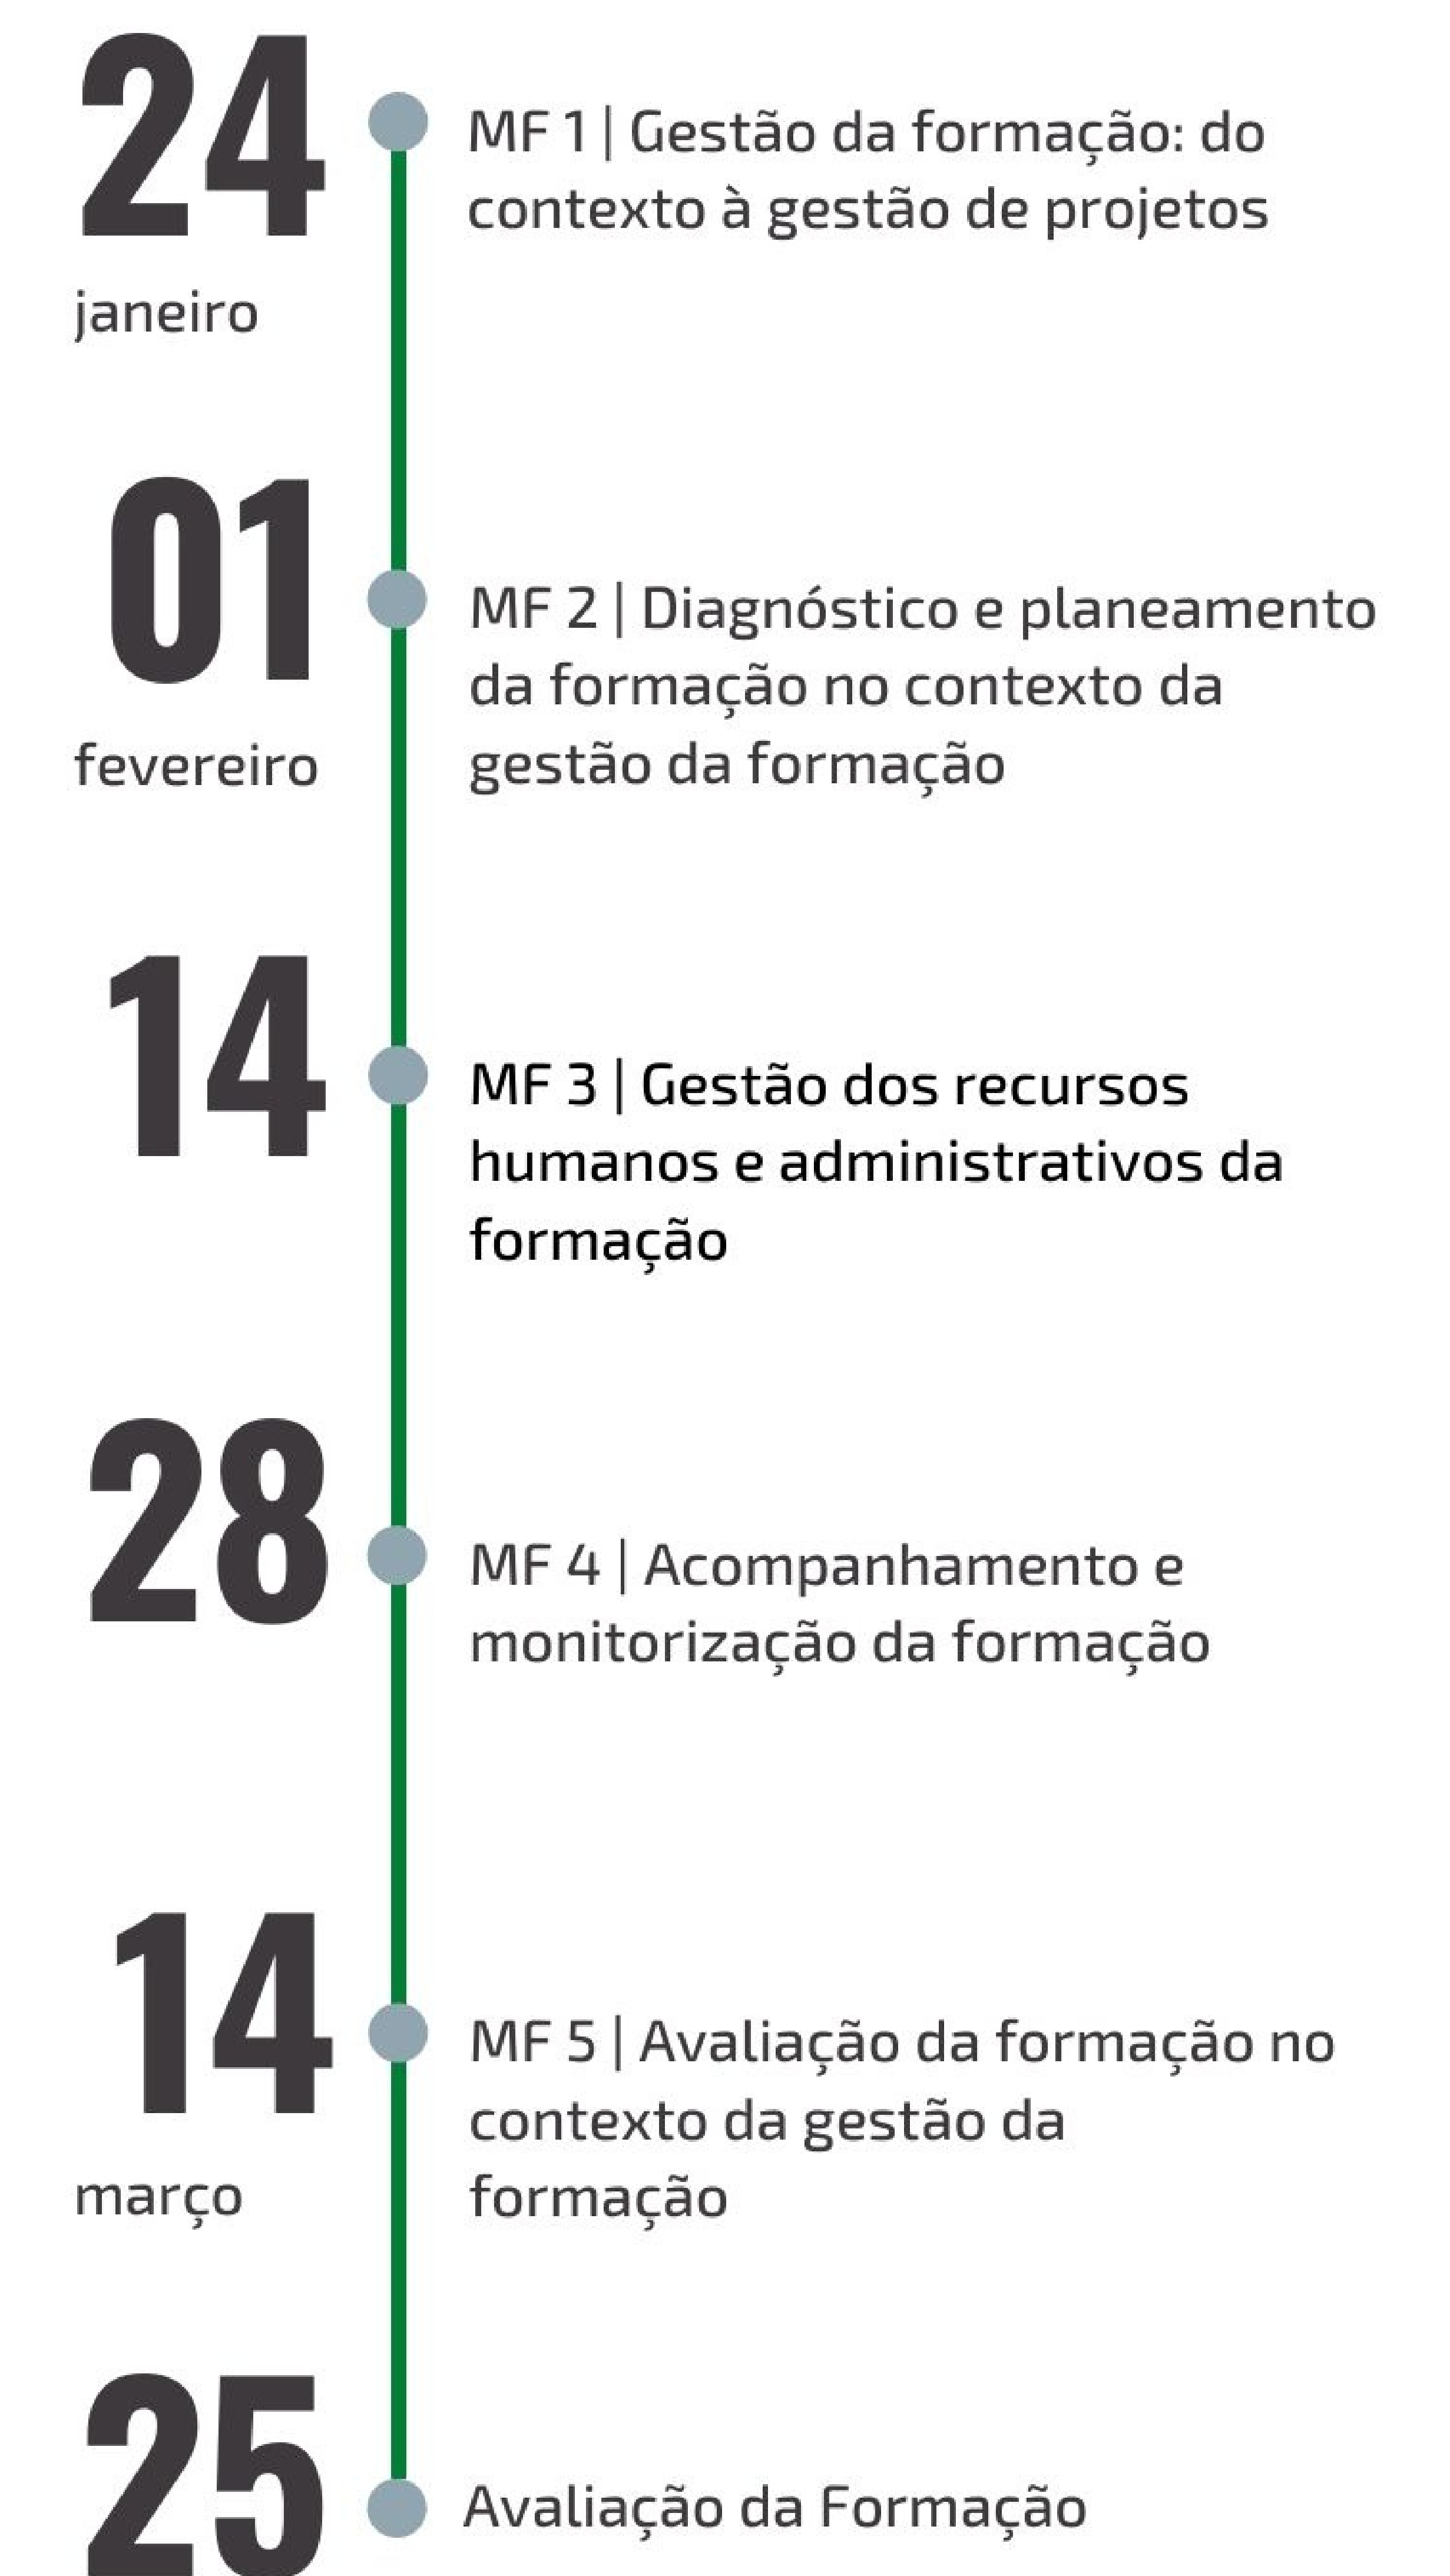 24
MF 1 | Gestão da formação: do
contexto à gestão de projetos
janeiro
01
MF 2 | Diagnóstico e planeamento
da formação no contexto da
gestão da formação
fevereiro
14
MF 3 | Gestão dos recursos
humanos e administrativos da
formação
28
MF 4 | Acompanhamento e
monitorização da formação
14
MF 5 | Avaliação da formação no
contexto da gestão da
formação
março
25
Avaliação da Formação